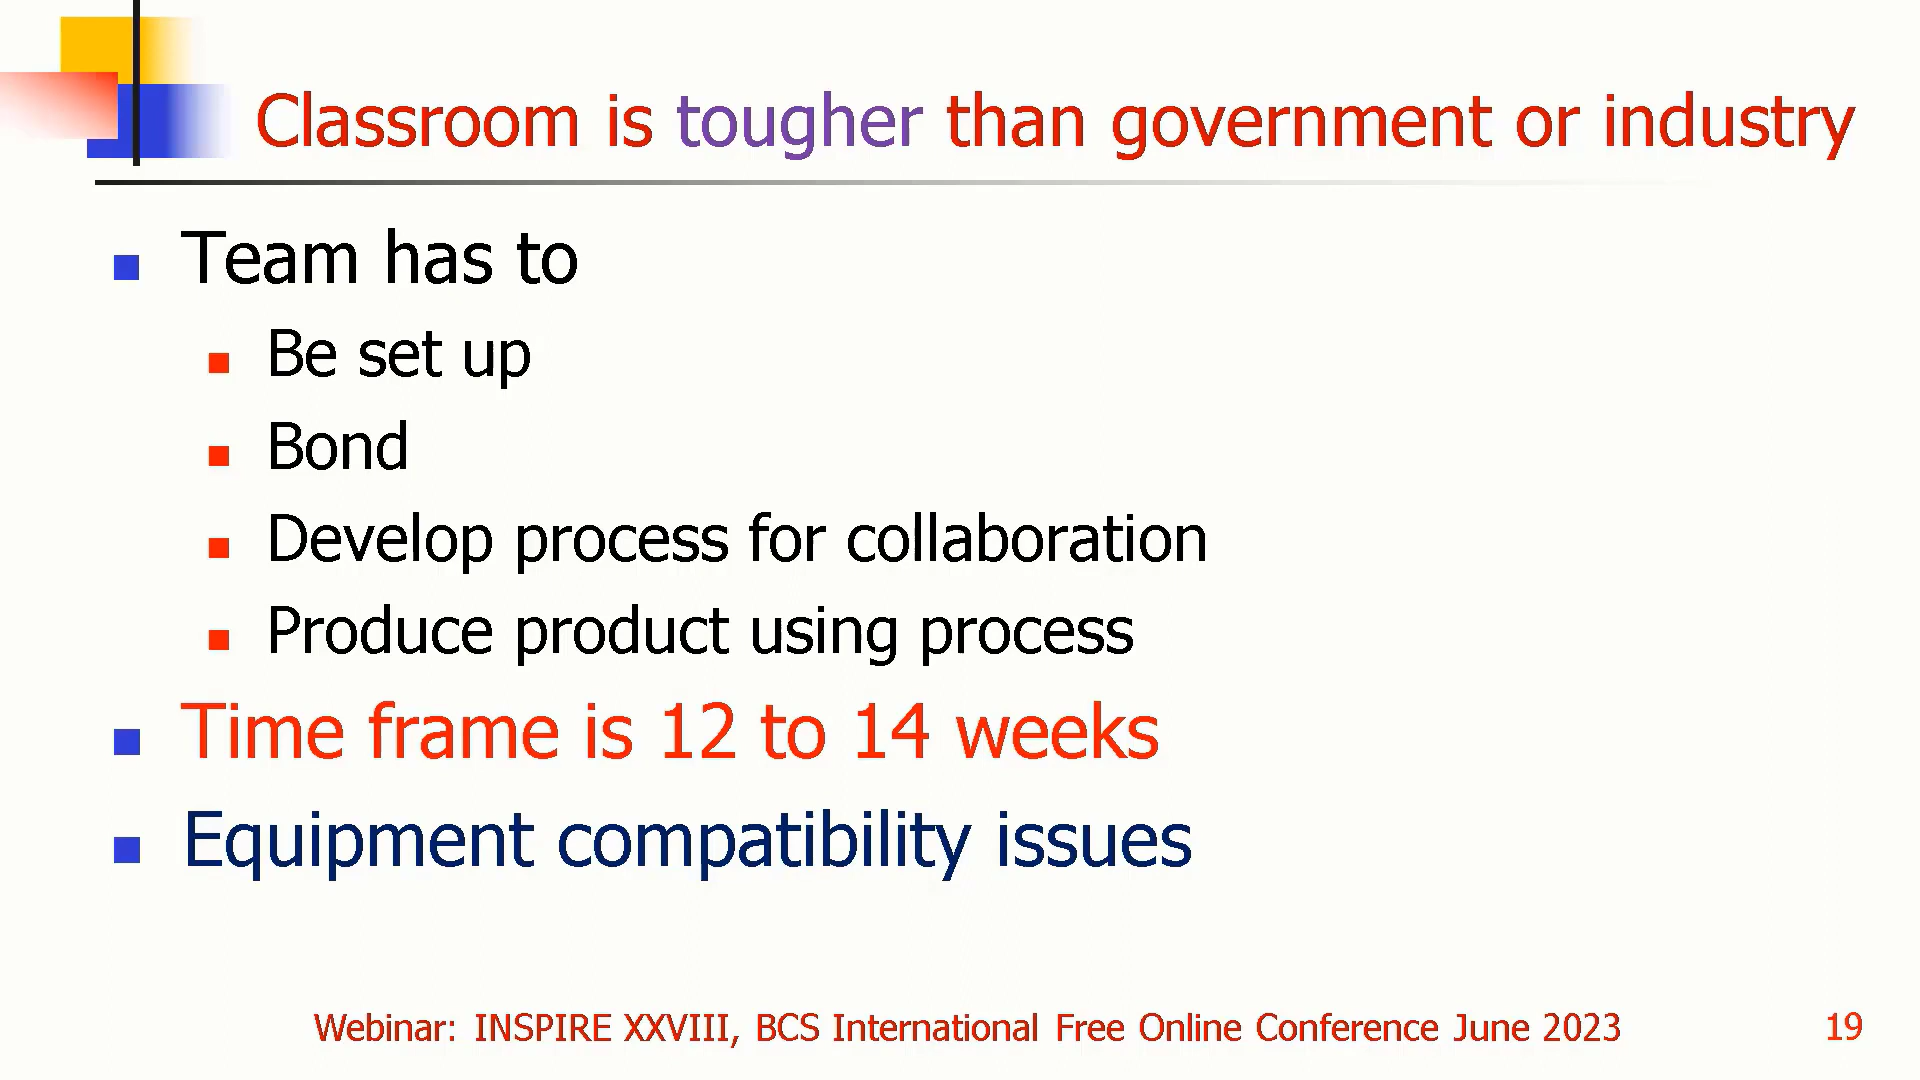 Classroom is tougher than government or industry
Team has to
Be set up
Bond
Develop process for collaboration
Produce product using process
Time frame is 12 to 14 weeks
Equipment compatibility issues
Webinar: INSPIRE XXVIII, BCS International Free Online Conference June 2023
19